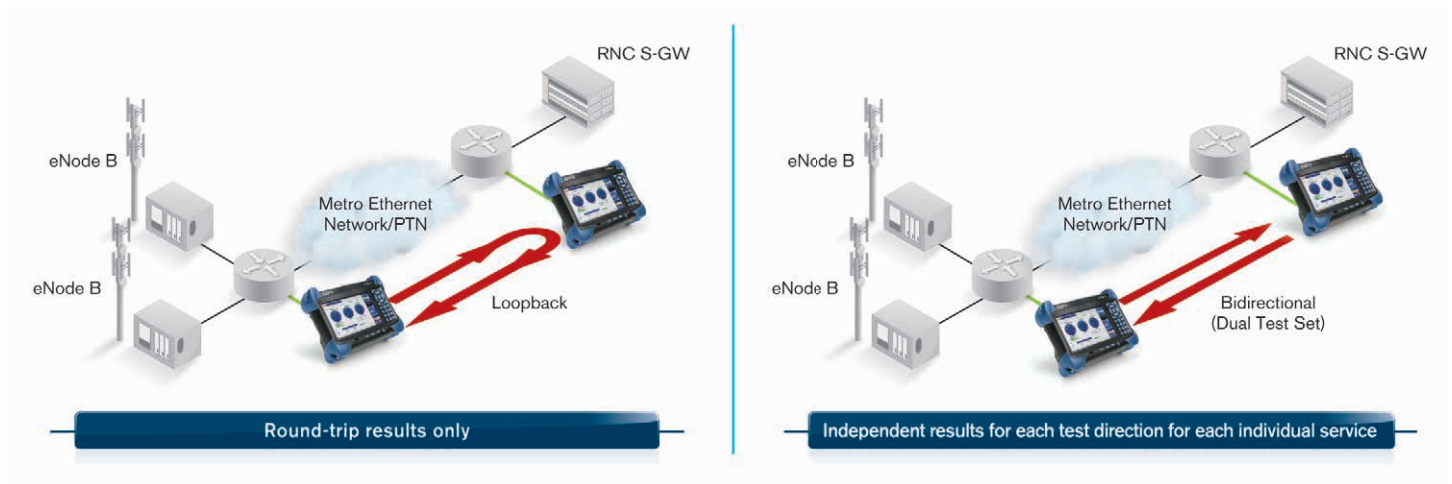 RNC S-GW
eNode B
Metro Ethernet
Network/PTN
eNode B
Loopback
Round-trip results only
RNC S-GW
eNode B
Metro Ethernet
Network/PTN
eNode B
Bidirectional
(Dual Test Set)
Independent results for each test direction for each individual service